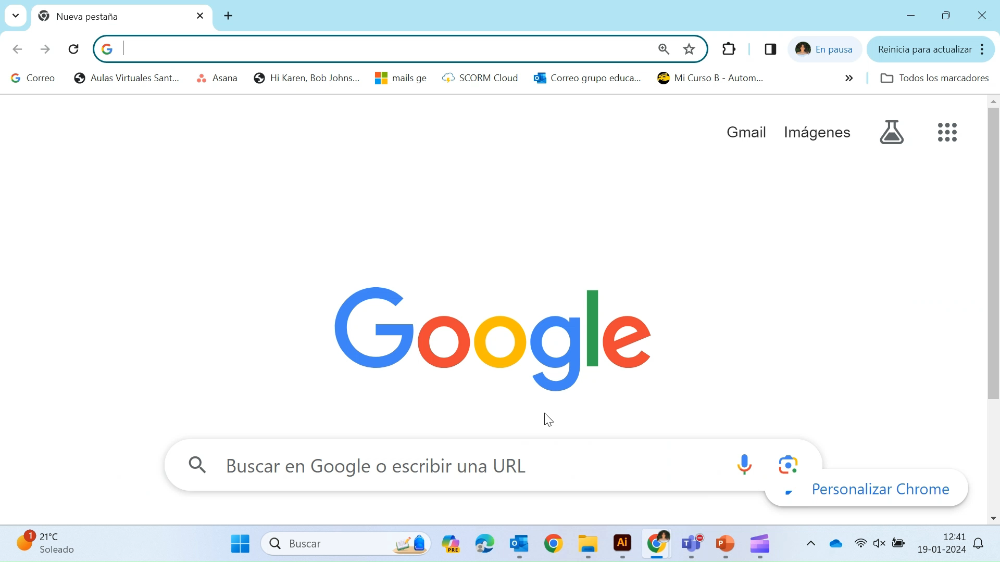 Nueva pestaña
En pausa
Reinicia para actualizar
Correo
Aulas Virtuales Sant...
Asana
Hi Karen, Bob Johns...
mails ge
SCORM Cloud
Correo grupo educa...
Mi Curso B - Autom...
Todos los marcadores
Gmail
Imágenes
Google
Buscar en Google o escribir una URL
Personalizar Chrome
1
21°C
Soleado
Buscar
PRE
Ai
12:41
19-01-2024